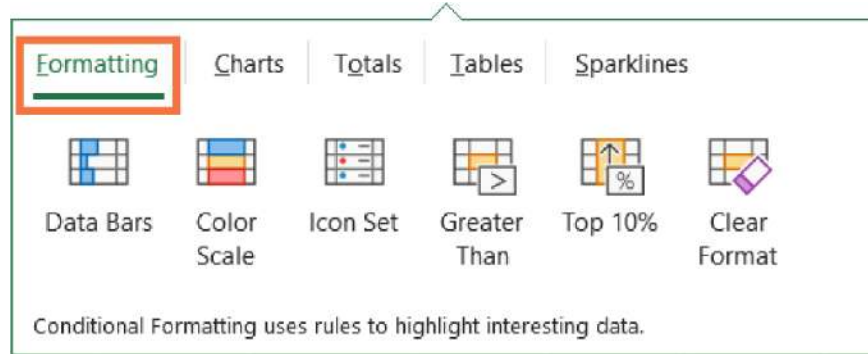 Formatting Charts Totals Tables Sparklines
> %
Data Bars Color Scale Icon Set Greater Than Top 10% Clear Format
Conditional Formatting uses rules to highlight interesting data.